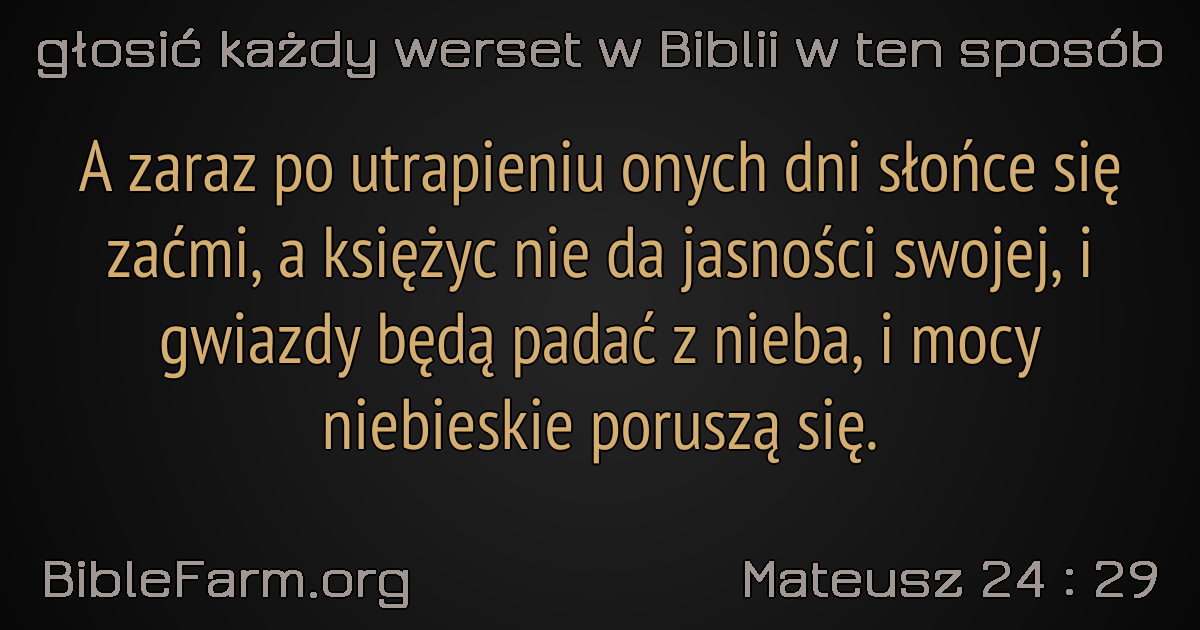 głosić każdy werset w Biblii w ten sposób
A zaraz po utrapieniu onych dni słońce się
zaćmi, a księżyc nie da jasności swojej, i
gwiazdy będą padać z nieba, i mocy
niebieskie poruszą się.
BibleFarm.org
Mateusz 24 : 29